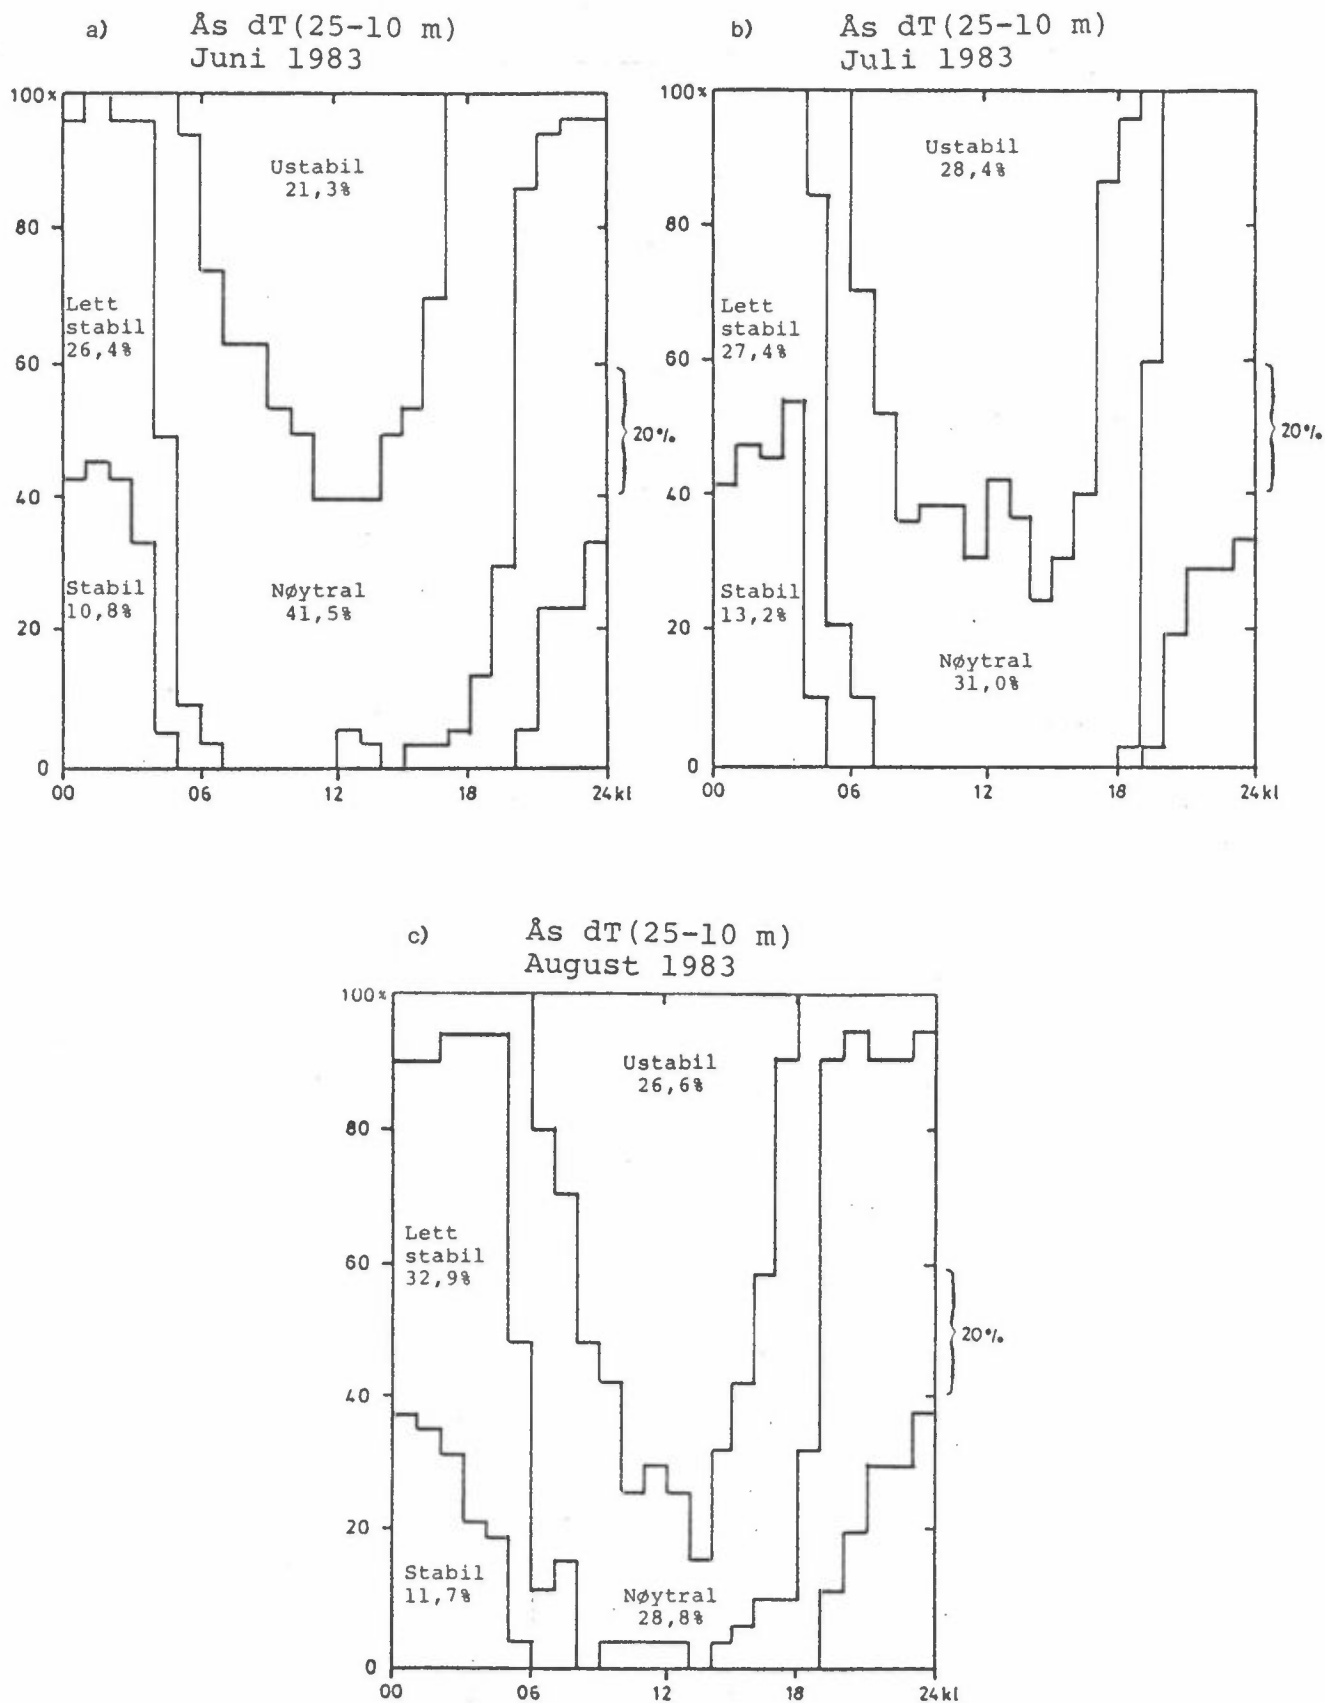 a) Ås dT(25-10 m)
Juni 1983
100%
80
60
40
20
0
00 06 12 18 24kl
Ustabil
21,3%
Lett
stabil
26,4%
Stabil
10,8%
Nøytral
41,5%
20%
b) Ås dT(25-10 m)
Juli 1983
100%
80
60
40
20
0
00 06 12 18 24kl
Ustabil
28,4%
Lett
stabil
27,4%
Stabil
13,2%
Nøytral
31,0%
20%
c) Ås dT(25-10 m)
August 1983
100%
80
60
40
20
0
00 06 12 18 24kl
Ustabil
26,6%
Lett
stabil
32,9%
Stabil
11,7%
Nøytral
28,8%
20%